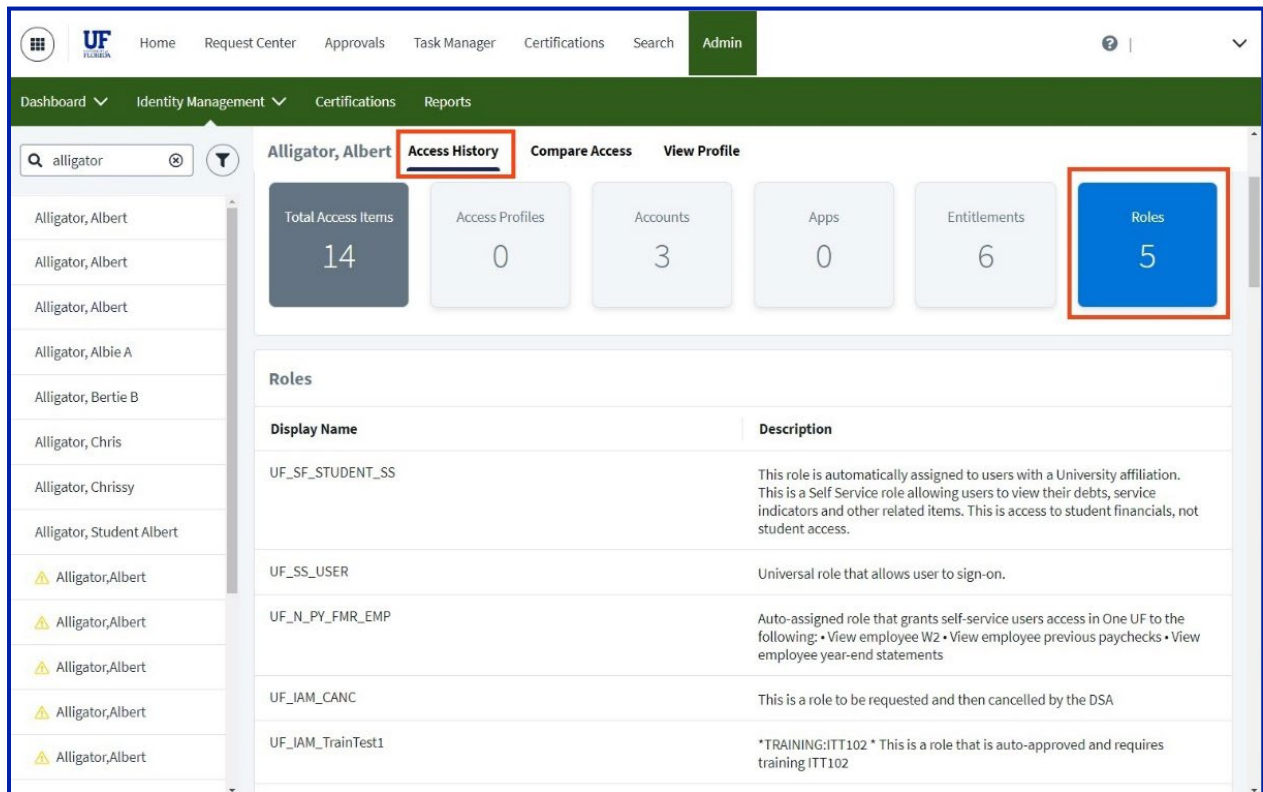 UF
UNIVERSITY of
FLORIDA
Home Request Center Approvals Task Manager Certifications Search Admin
Dashboard Identity Management Certifications Reports
alligator
Alligator, Albert Access History Compare Access View Profile
Alligator, Albert
Alligator, Albert
Alligator, Albert
Alligator, Albie A
Alligator, Bertie B
Alligator, Chris
Alligator, Chrissy
Alligator, Student Albert
Alligator,Albert
Alligator,Albert
Alligator,Albert
Alligator,Albert
Alligator,Albert
Total Access Items Access Profiles Accounts Apps Entitlements Roles
14 0 3 0 6 5
Roles
Display Name Description
UF_SF_STUDENT_SS This role is automatically assigned to users with a University affiliation.
This is a Self Service role allowing users to view their debts, service
indicators and other related items. This is access to student financials, not
student access.
UF_SS_USER Universal role that allows user to sign-on.
UF_N_PY_FMR_EMP Auto-assigned role that grants self-service users access in One UF to the
following: • View employee W2 • View employee previous paychecks • View
employee year-end statements
UF_IAM_CANC This is a role to be requested and then cancelled by the DSA
UF_IAM_TrainTest1 *TRAINING:ITT102 * This is a role that is auto-approved and requires
training ITT102